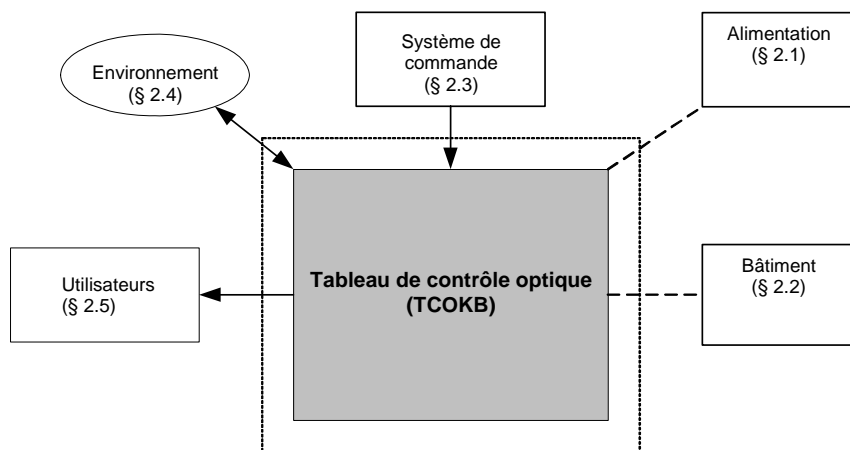 Système de
commande
(§ 2.3)
Alimentation
(§ 2.1)
Environnement
(§ 2.4)
Tableau de contrôle optique
(TCOKB)
Utilisateurs
(§ 2.5)
Bâtiment
(§ 2.2)